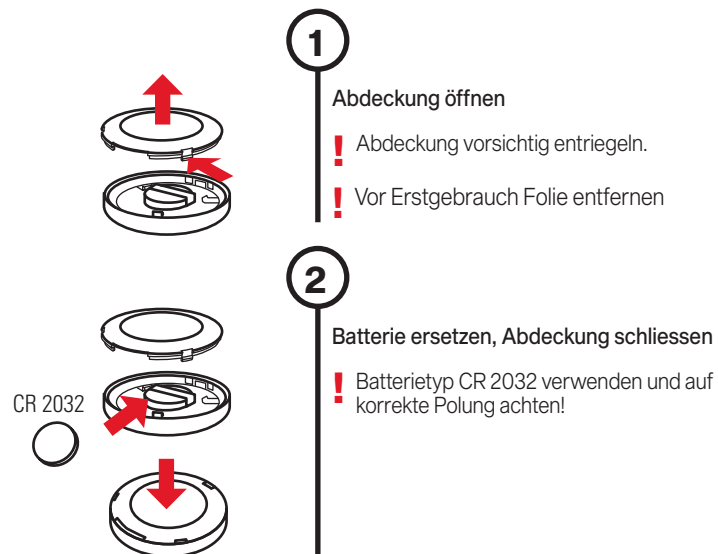 1
Abdeckung öffnen
! Abdeckung vorsichtig entriegeln.
! Vor Erstgebrauch Folie entfernen
2
Batterie ersetzen, Abdeckung schliessen
! Batterietyp CR 2032 verwenden und auf
korrekte Polung achten!
CR 2032